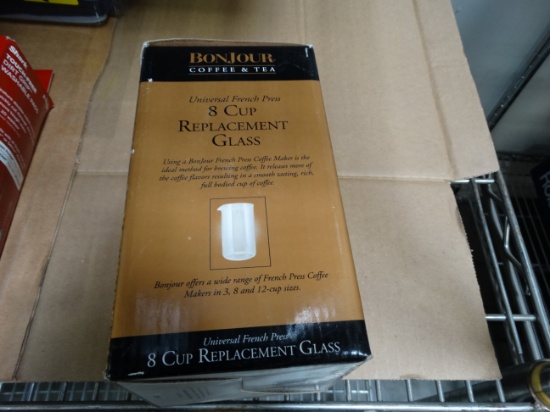 BONJOUR
COFFEE & TEA
Universal French Press
8 CUP
REPLACEMENT
GLASS
Using a BonJour French Press Coffee Maker is the
ideal method for brewing coffee. It releases more of
the coffee flavors resulting in a smooth tasting, rich,
full bodied cup of coffee.
Bonjour offers a wide range of French Press Coffee
Makers in 3, 8 and 12-cup sizes.
Universal French Press
8 CUP REPLACEMENT GLASS